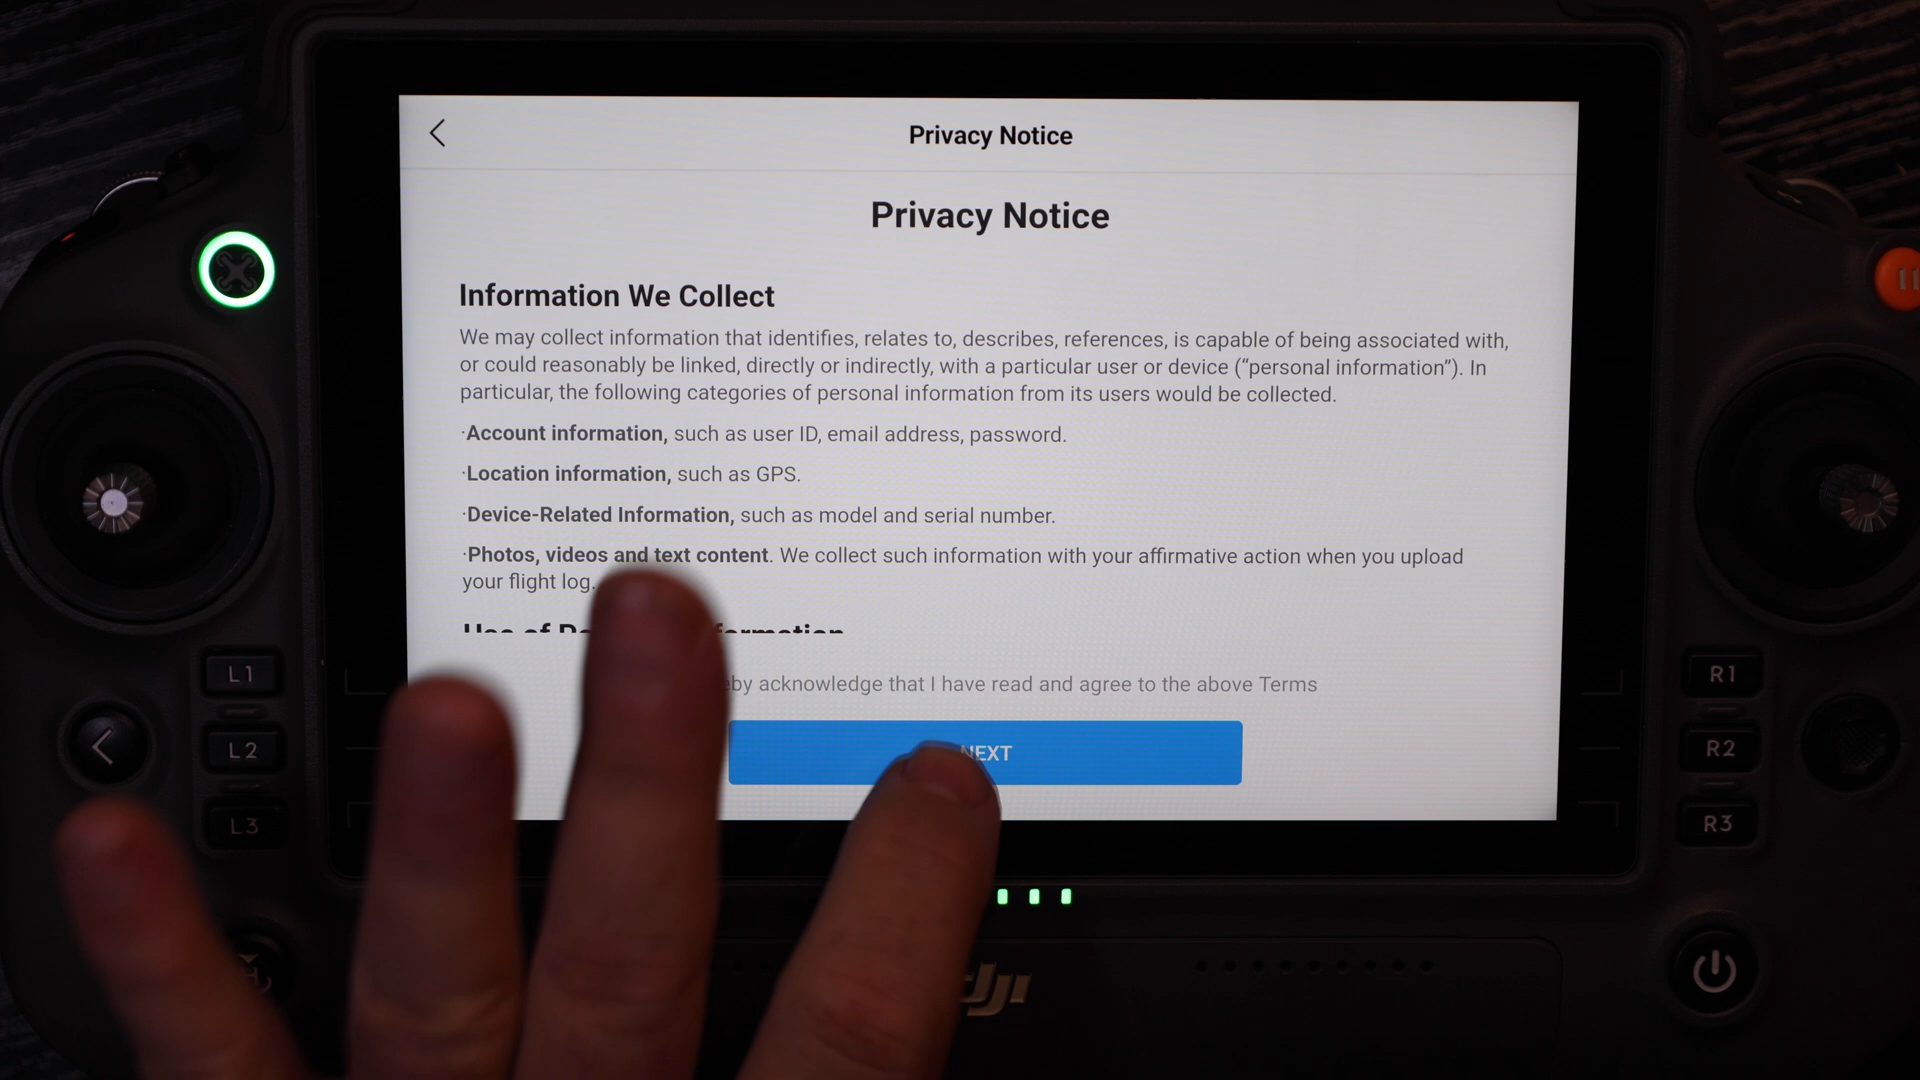 Privacy Notice
Privacy Notice
Information We Collect
We may collect information that identifies, relates to, describes, references, is capable of being associated with,
or could reasonably be linked, directly or indirectly, with a particular user or device (“personal information”). In
particular, the following categories of personal information from its users would be collected.
·Account information, such as user ID, email address, password.
·Location information, such as GPS.
·Device-Related Information, such as model and serial number.
·Photos, videos and text content. We collect such information with your affirmative action when you upload
your flight log.
Use of
acknowledge that I have read and agree to the above Terms
NEXT
L1
L2
L3
R1
R2
R3
dji